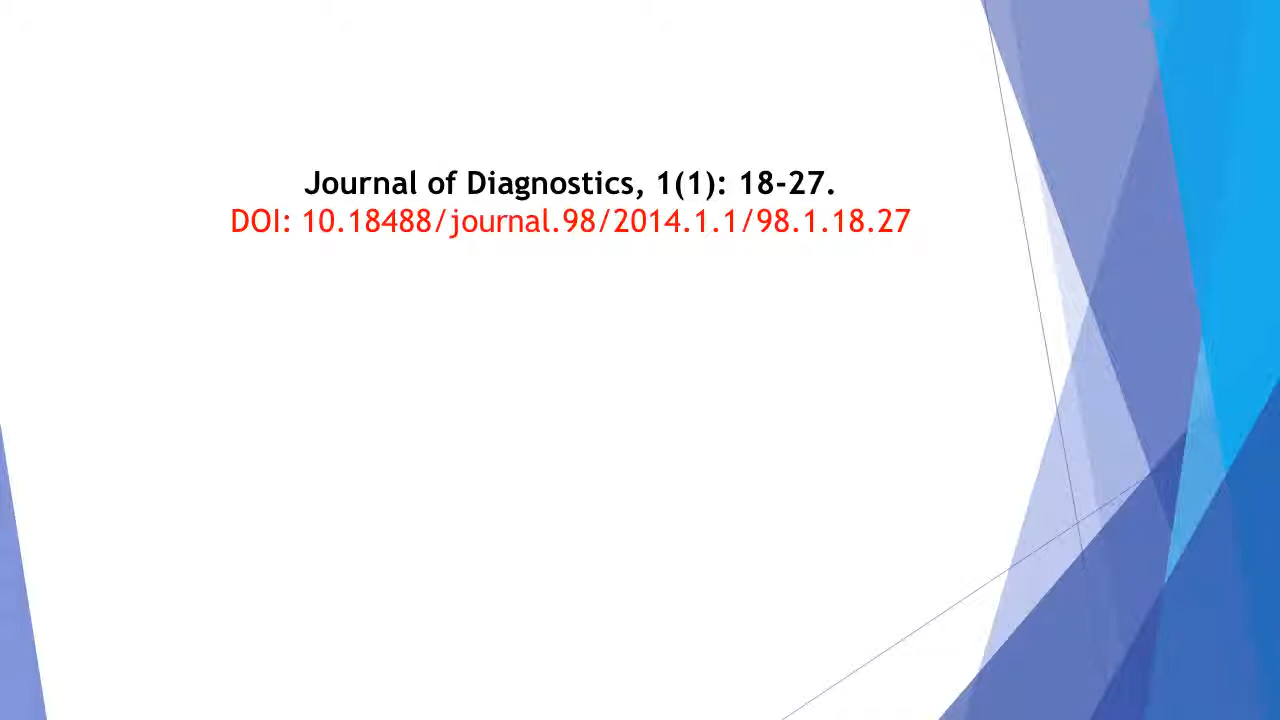 Journal of Diagnostics, 1(1): 18-27.
DOI: 10.18488/journal.98/2014.1.1/98.1.18.27